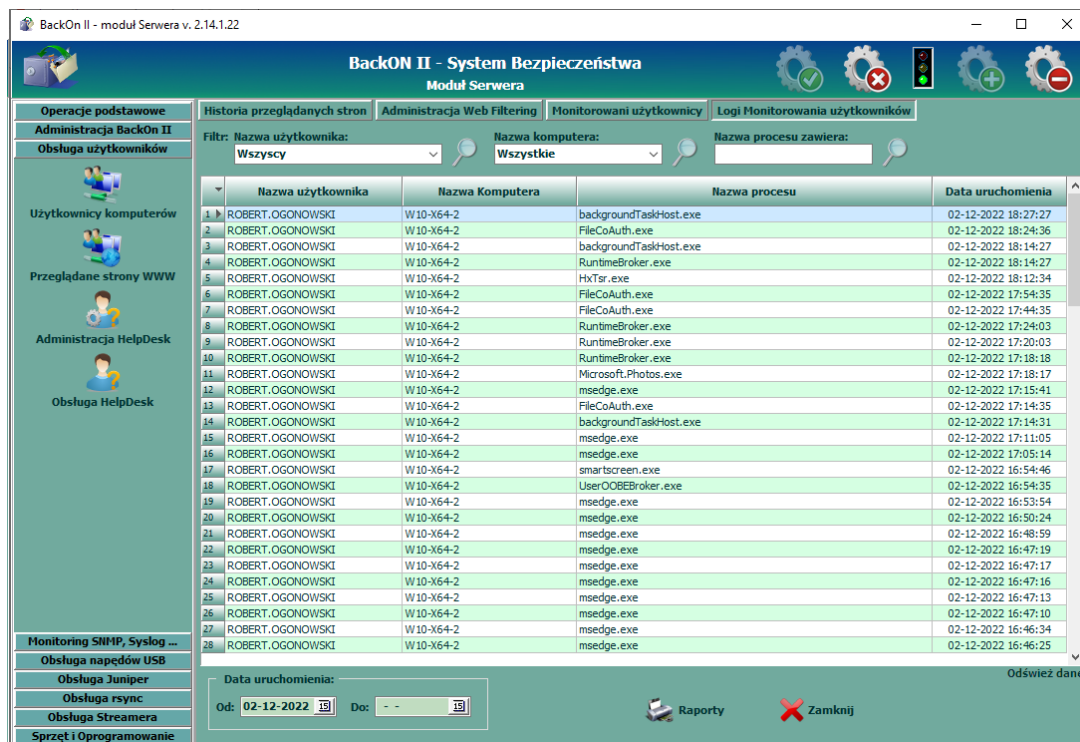 BackOn II - moduł Serwera v. 2.14.1.22
BackON II - System Bezpieczeństwa
Moduł Serwera
Operacje podstawowe
Administracja BackOn II
Obsługa użytkowników
Użytkownicy komputerów
Przeglądane strony WWW
Administracja HelpDesk
Obsługa HelpDesk
Monitoring SNMP, Syslog ...
Obsługa napędów USB
Obsługa Juniper
Obsługa rsync
Obsługa Streamera
Sprzęt i Oprogramowanie
Historia przeglądanych stron Administracja Web Filtering Monitorowani użytkownicy Logi Monitorowania użytkowników
Filtr: Nazwa użytkownika: Nazwa komputera: Nazwa procesu zawiera:
Wszyscy Wszystkie
Nazwa użytkownika Nazwa Komputera Nazwa procesu Data uruchomienia
1 ROBERT.OGONOWSKI W10-X64-2 backgroundTaskHost.exe 02-12-2022 18:27:27
2 ROBERT.OGONOWSKI W10-X64-2 FileCoAuth.exe 02-12-2022 18:24:36
3 ROBERT.OGONOWSKI W10-X64-2 backgroundTaskHost.exe 02-12-2022 18:14:27
4 ROBERT.OGONOWSKI W10-X64-2 RuntimeBroker.exe 02-12-2022 18:14:27
5 ROBERT.OGONOWSKI W10-X64-2 HxTsr.exe 02-12-2022 18:12:34
6 ROBERT.OGONOWSKI W10-X64-2 FileCoAuth.exe 02-12-2022 17:54:35
7 ROBERT.OGONOWSKI W10-X64-2 FileCoAuth.exe 02-12-2022 17:44:35
8 ROBERT.OGONOWSKI W10-X64-2 RuntimeBroker.exe 02-12-2022 17:24:03
9 ROBERT.OGONOWSKI W10-X64-2 RuntimeBroker.exe 02-12-2022 17:20:03
10 ROBERT.OGONOWSKI W10-X64-2 RuntimeBroker.exe 02-12-2022 17:18:18
11 ROBERT.OGONOWSKI W10-X64-2 Microsoft.Photos.exe 02-12-2022 17:18:17
12 ROBERT.OGONOWSKI W10-X64-2 msedge.exe 02-12-2022 17:15:41
13 ROBERT.OGONOWSKI W10-X64-2 FileCoAuth.exe 02-12-2022 17:14:35
14 ROBERT.OGONOWSKI W10-X64-2 backgroundTaskHost.exe 02-12-2022 17:14:31
15 ROBERT.OGONOWSKI W10-X64-2 msedge.exe 02-12-2022 17:11:05
16 ROBERT.OGONOWSKI W10-X64-2 msedge.exe 02-12-2022 17:05:14
17 ROBERT.OGONOWSKI W10-X64-2 smartscreen.exe 02-12-2022 16:54:46
18 ROBERT.OGONOWSKI W10-X64-2 UserOOBEBroker.exe 02-12-2022 16:54:35
19 ROBERT.OGONOWSKI W10-X64-2 msedge.exe 02-12-2022 16:53:54
20 ROBERT.OGONOWSKI W10-X64-2 msedge.exe 02-12-2022 16:50:24
21 ROBERT.OGONOWSKI W10-X64-2 msedge.exe 02-12-2022 16:48:59
22 ROBERT.OGONOWSKI W10-X64-2 msedge.exe 02-12-2022 16:47:19
23 ROBERT.OGONOWSKI W10-X64-2 msedge.exe 02-12-2022 16:47:17
24 ROBERT.OGONOWSKI W10-X64-2 msedge.exe 02-12-2022 16:47:16
25 ROBERT.OGONOWSKI W10-X64-2 msedge.exe 02-12-2022 16:47:13
26 ROBERT.OGONOWSKI W10-X64-2 msedge.exe 02-12-2022 16:47:10
27 ROBERT.OGONOWSKI W10-X64-2 msedge.exe 02-12-2022 16:46:34
28 ROBERT.OGONOWSKI W10-X64-2 msedge.exe 02-12-2022 16:46:25
Odśwież dane
Data uruchomienia:
Od: 02-12-2022 15 Do: - - 15
Raporty Zamknij